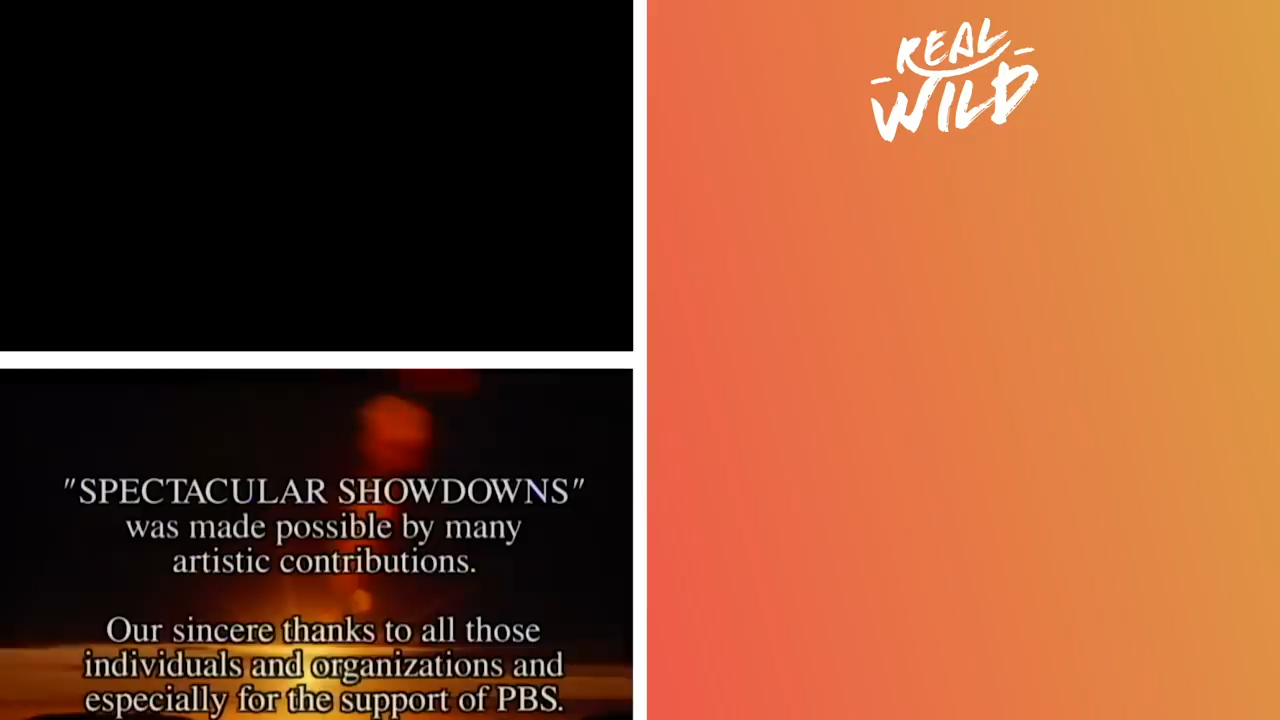 "SPECTACULAR SHOWDOWNS"
was made possible by many
artistic contributions.
Our sincere thanks to all those
individuals and organizations and
especially for the support of PBS.
REAL
WILD